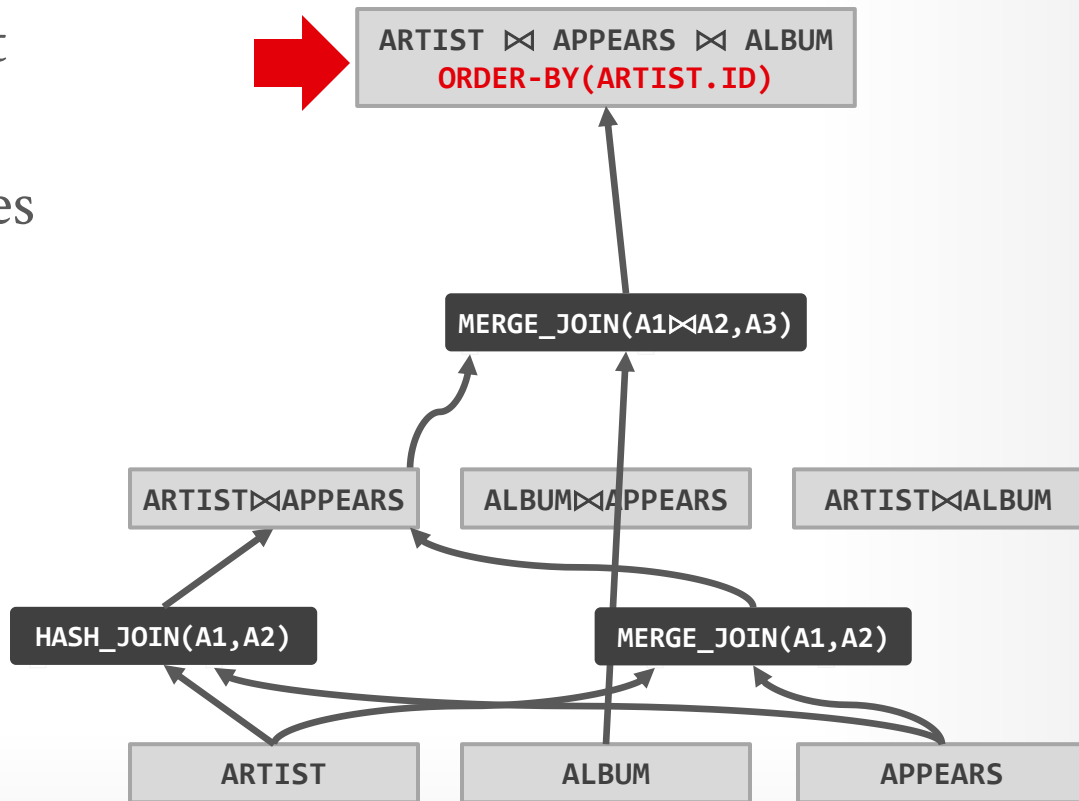 t
ARTIST ⋈ APPEARS ⋈ ALBUM
ORDER-BY(ARTIST.ID)
es
MERGE_JOIN(A1⋈A2,A3)
ARTIST⋈APPEARS
ALBUM⋈APPEARS
ARTIST⋈ALBUM
HASH_JOIN(A1,A2)
MERGE_JOIN(A1,A2)
ARTIST
ALBUM
APPEARS